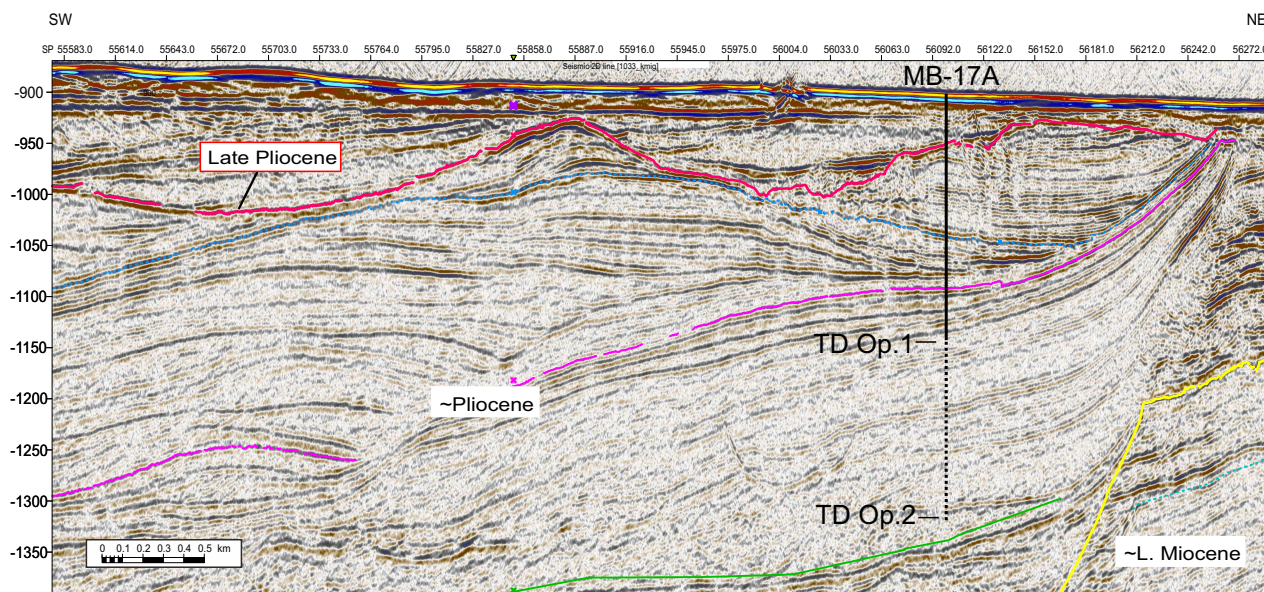 SW
NE
SP 55583.0 55614.0 55643.0 55672.0 55703.0 55733.0 55764.0 55795.0 55827.0 55858.0 55887.0 55916.0 55945.0 55975.0 56004.0 56033.0 56063.0 56092.0 56122.0 56152.0 56181.0 56212.0 56242.0 56272.0
Seismic 2D line [1033_kmig]
MB-17A
-900
-950
Late Pliocene
-1000
-1050
-1100
-1150
TD Op.1
-1200
~Pliocene
-1250
-1300
TD Op.2
-1350
0 0.1 0.2 0.3 0.4 0.5 km
~L. Miocene